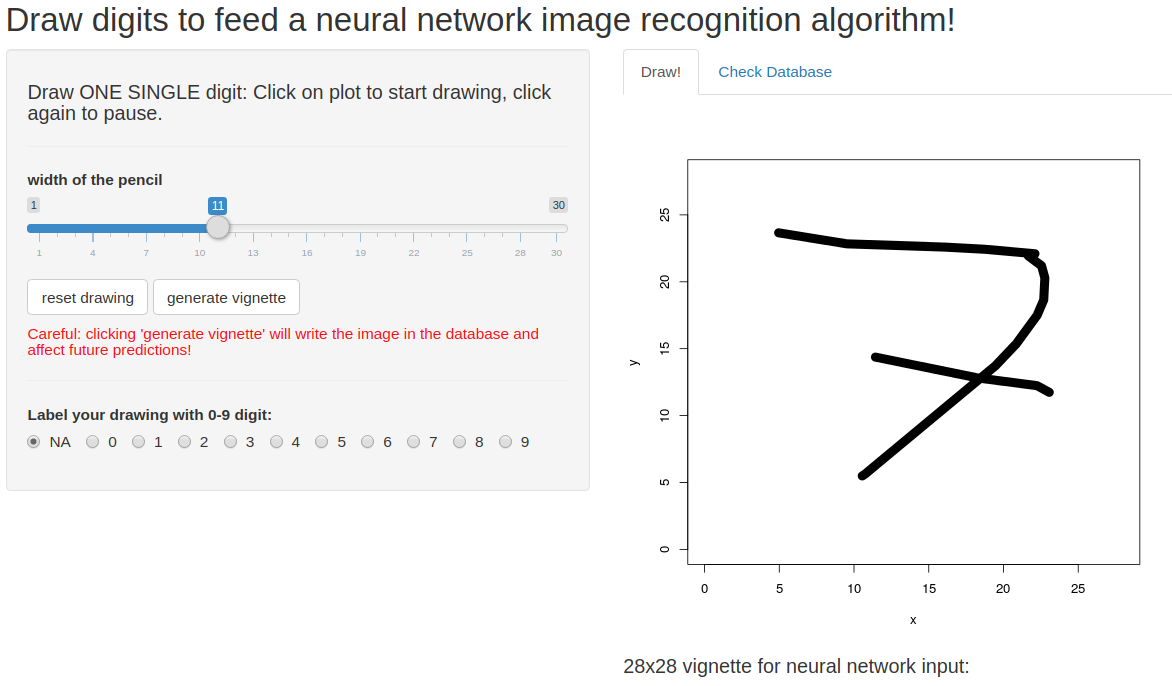 Draw digits to feed a neural network image recognition algorithm!
Draw ONE SINGLE digit: Click on plot to start drawing, click
again to pause.
width of the pencil
1 11 30
1 4 7 10 13 16 19 22 25 28 30
reset drawing generate vignette
Careful: clicking 'generate vignette' will write the image in the database and
affect future predictions!
Label your drawing with 0-9 digit:
NA 0 1 2 3 4 5 6 7 8 9
Draw! Check Database
25
20
15
y
10
5
0
7
0 5 10 15 20 25
x
28x28 vignette for neural network input: